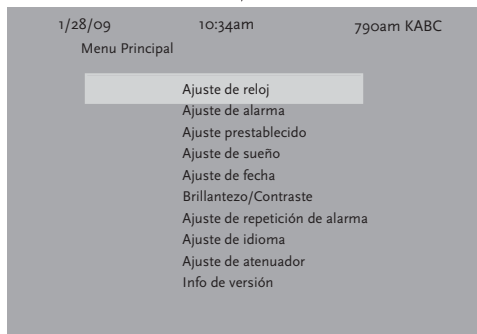 1/28/09 10:34am 790am KABC
Menu Principal
Ajuste de reloj
Ajuste de alarma
Ajuste prestablecido
Ajuste de sueño
Ajuste de fecha
Brillantezo/Contraste
Ajuste de repetición de alarma
Ajuste de idioma
Ajuste de atenuador
Info de versión